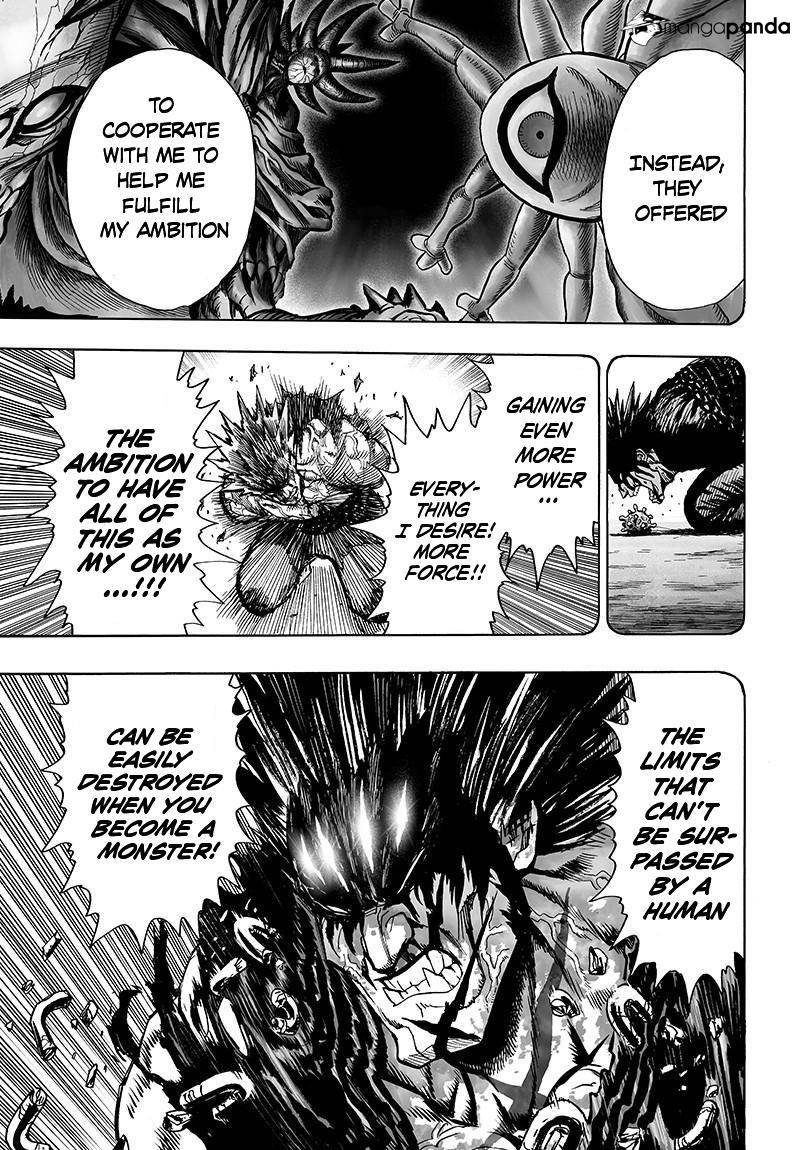 mangapanda
INSTEAD,
THEY
OFFERED
TO
COOPERATE
WITH ME TO
HELP ME
FULFILL
MY AMBITION
GAINING
EVEN
MORE
POWER
...
EVERY-
THING
I DESIRE!
MORE
FORCE!!
THE
AMBITION
TO HAVE
ALL OF
THIS AS
MY OWN
...!!!
THE
LIMITS
THAT
CAN'T
BE SUR-
PASSED
BY A
HUMAN
CAN BE
EASILY
DESTROYED
WHEN YOU
BECOME A
MONSTER!